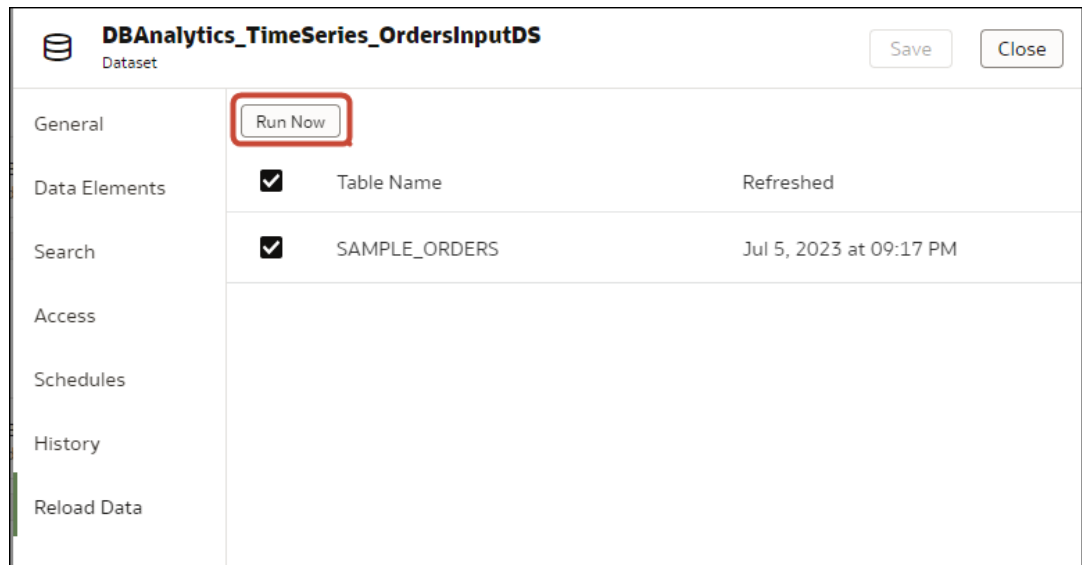 DBAnalytics_TimeSeries_OrdersInputDS
Dataset
Save
Close
General
Run Now
Data Elements
Table Name
Refreshed
Search
SAMPLE_ORDERS
Jul 5, 2023 at 09:17 PM
Access
Schedules
History
Reload Data